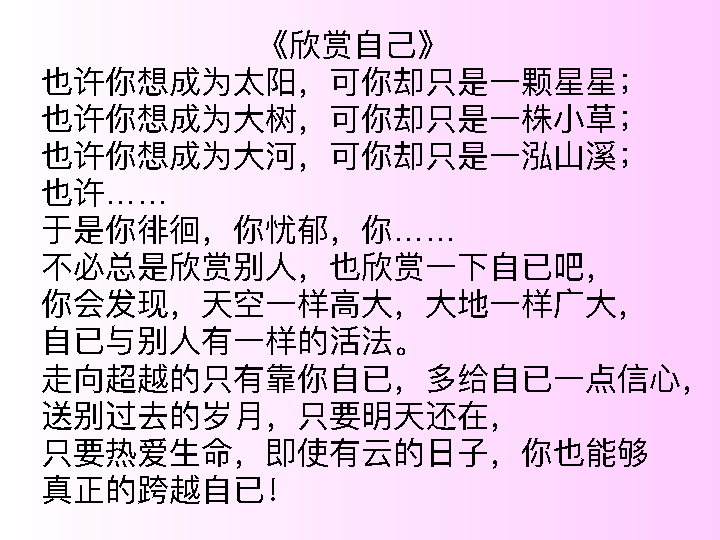 《欣赏自己》
也许你想成为太阳，可你却只是一颗星星；
也许你想成为大树，可你却只是一株小草；
也许你想成为大河，可你却只是一泓山溪；
也许……
于是你徘徊，你忧郁，你……
不必总是欣赏别人，也欣赏一下自已吧，
你会发现，天空一样高大，大地一样广大，
自已与别人有一样的活法。
走向超越的只有靠你自已，多给自已一点信心，
送别过去的岁月，只要明天还在，
只要热爱生命，即使有云的日子，你也能够
真正的跨越自已！